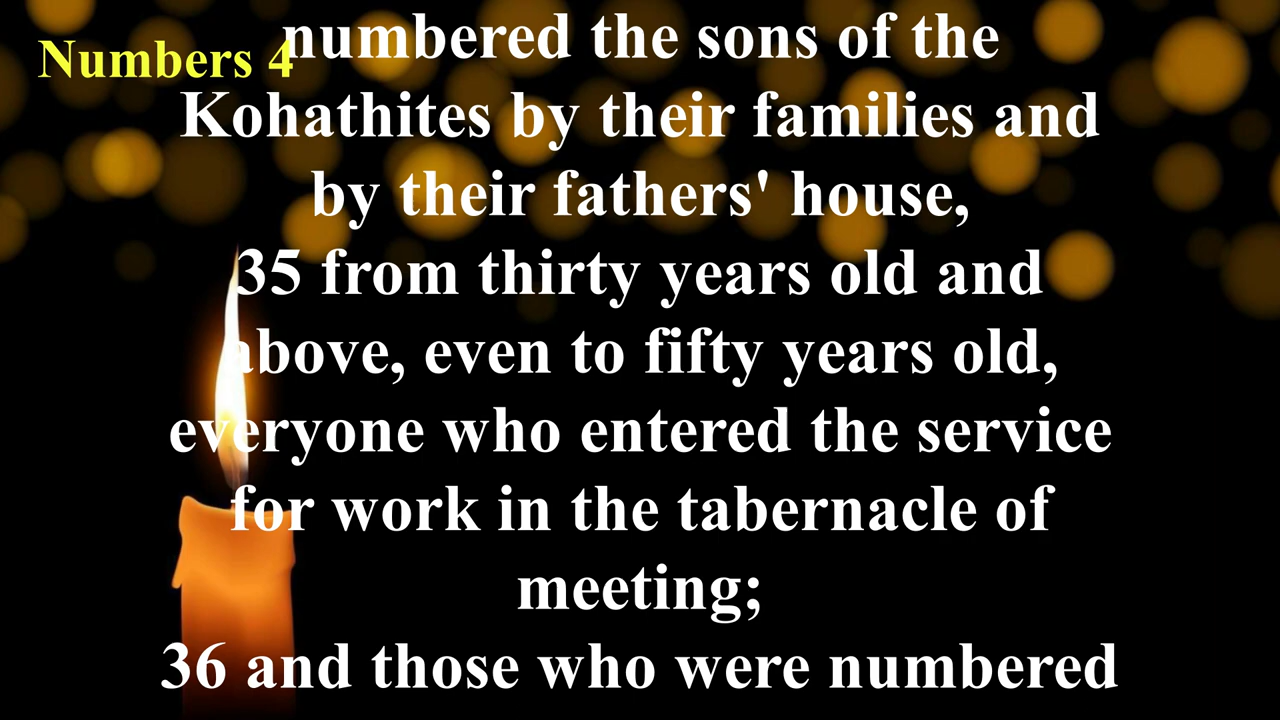 Numbers 4
numbered the sons of the
Kohathites by their families and
by their fathers' house,
35 from thirty years old and
above, even to fifty years old,
everyone who entered the service
for work in the tabernacle of
meeting;
36 and those who were numbered